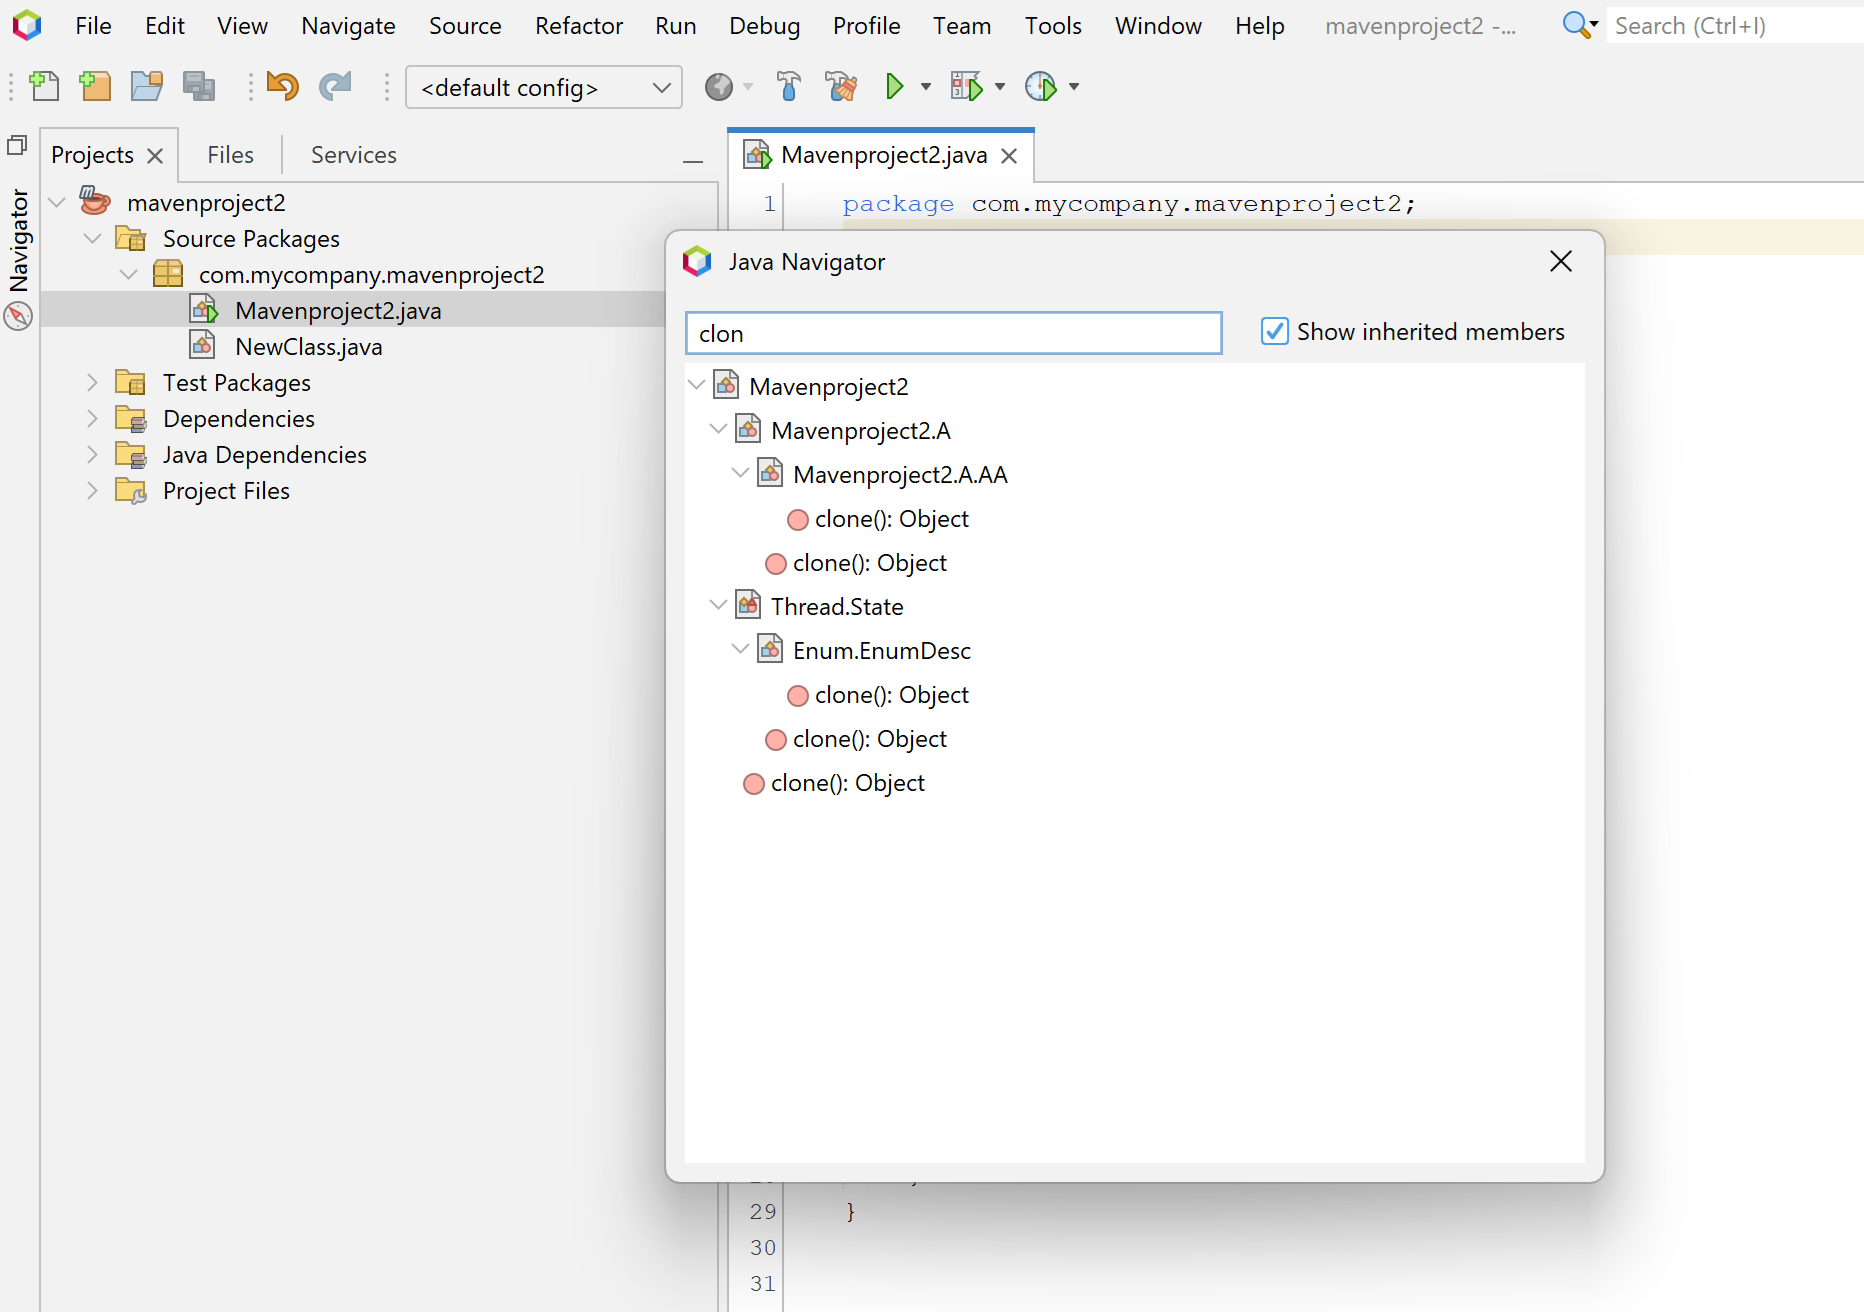 File Edit View Navigate Source Refactor Run Debug Profile Team Tools Window Help mavenproject2 -... Search (Ctrl+I)
<default config>
Navigator
Projects Files Services
mavenproject2
Source Packages
com.mycompany.mavenproject2
Mavenproject2.java
NewClass.java
Test Packages
Dependencies
Java Dependencies
Project Files
Mavenproject2.java
1 package com.mycompany.mavenproject2;
Java Navigator
clon
Show inherited members
Mavenproject2
Mavenproject2.A
Mavenproject2.A.AA
clone(): Object
clone(): Object
Thread.State
Enum.EnumDesc
clone(): Object
clone(): Object
clone(): Object
29 }
30
31